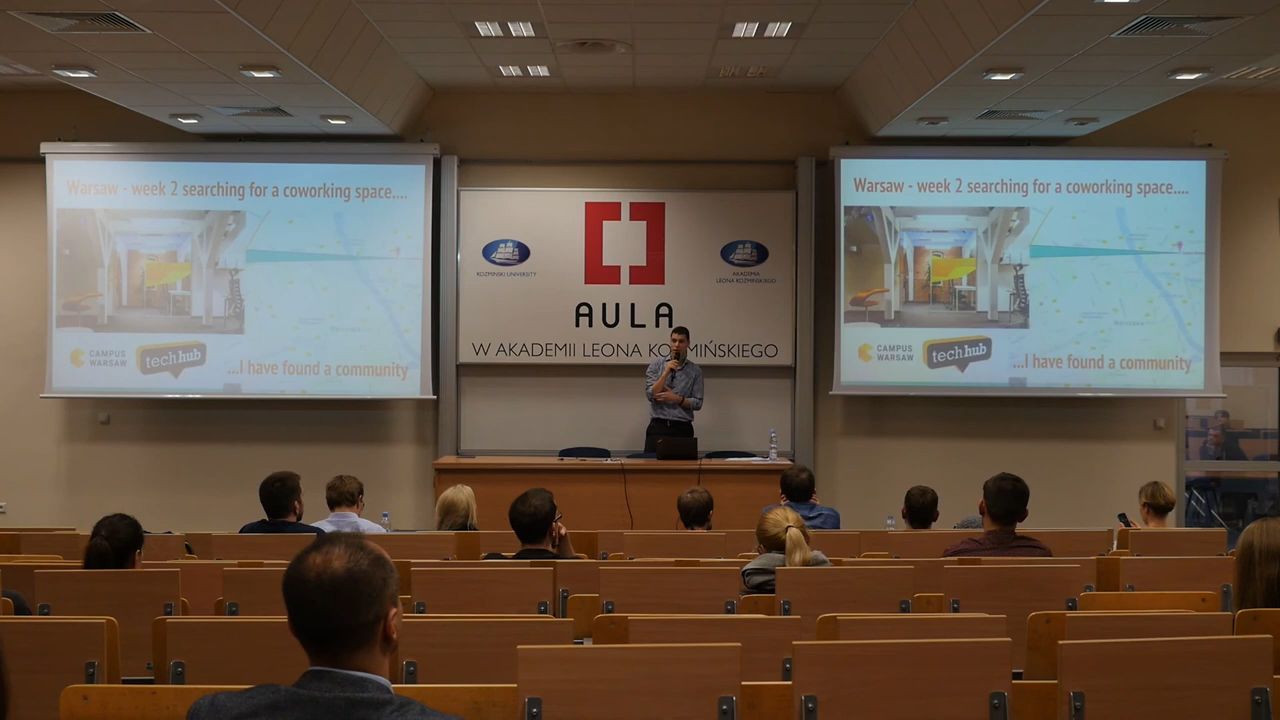 Warsaw - week 2 searching for a coworking space....
CAMPUS
WARSAW
techhub
...I have found a community
KOZMINSKI UNIVERSITY
AULA
W AKADEMII LEONA KOŹMIŃSKIEGO
AKADEMIA
LEONA KOŹMIŃSKIEGO
Warsaw - week 2 searching for a coworking space....
CAMPUS
WARSAW
techhub
...I have found a community